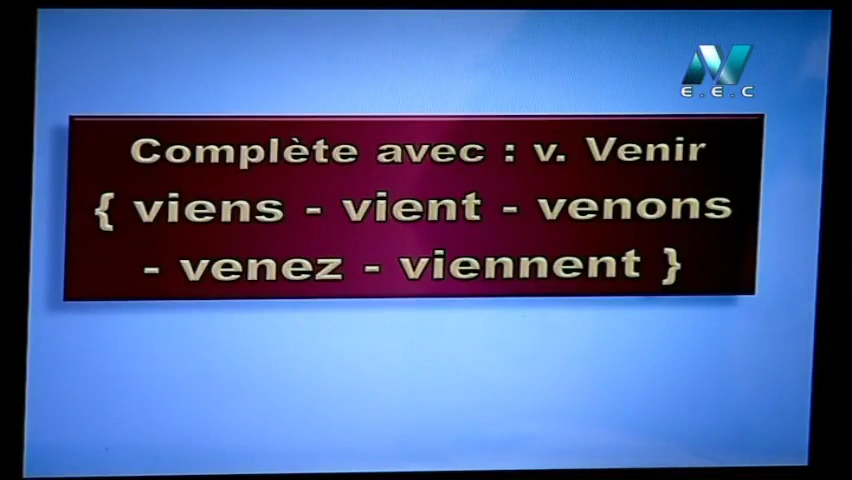 E.E.C
Complète avec : v. Venir
{ viens - vient - venons
- venez - viennent }